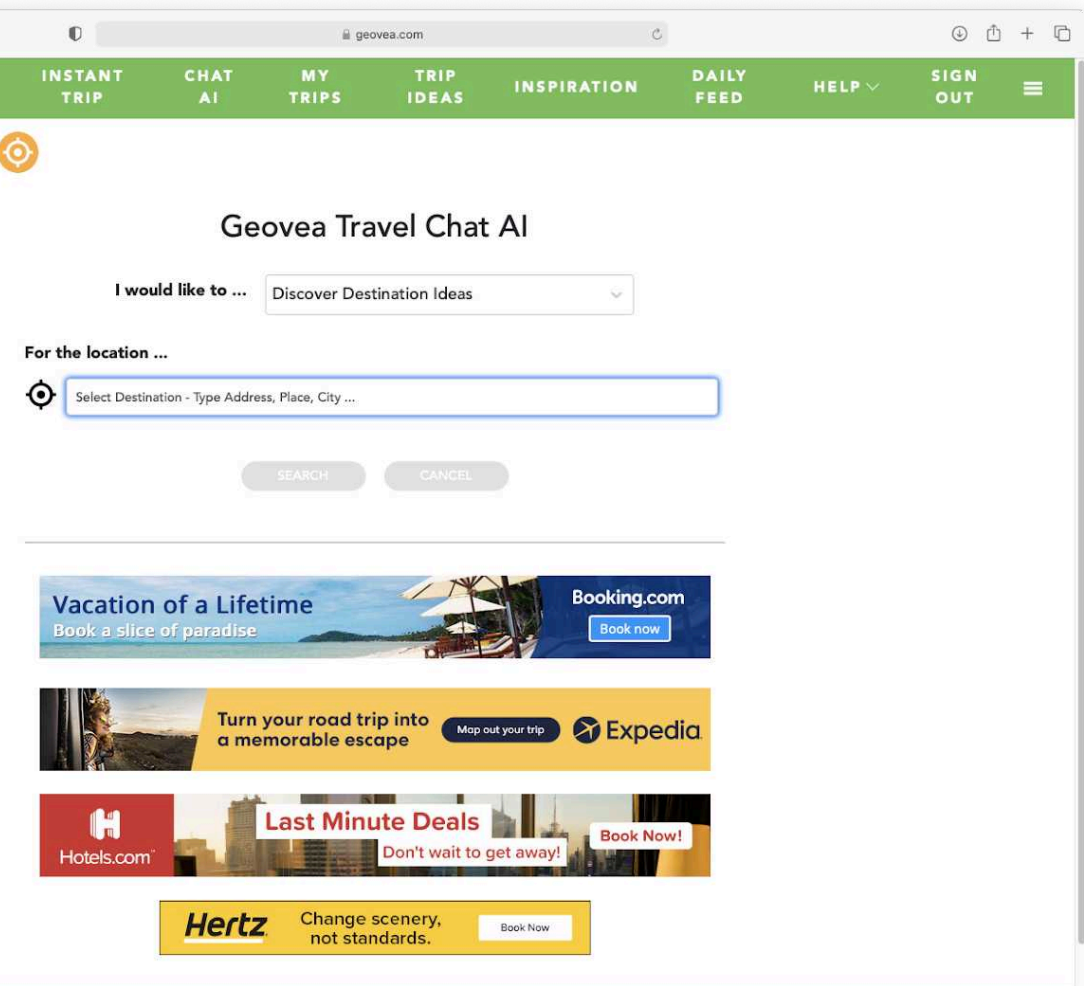 geovea.com
INSTANT TRIP
CHAT AI
MY TRIPS
TRIP IDEAS
INSPIRATION
DAILY FEED
HELP
SIGN OUT
Geovea Travel Chat AI
I would like to ... Discover Destination Ideas
For the location ...
Select Destination - Type Address, Place, City ...
SEARCH CANCEL
Vacation of a Lifetime
Book a slice of paradise
Booking.com
Book now
Turn your road trip into
a memorable escape
Map out your trip
Expedia
Hotels.com
Last Minute Deals
Don't wait to get away!
Book Now!
Hertz
Change scenery,
not standards.
Book Now